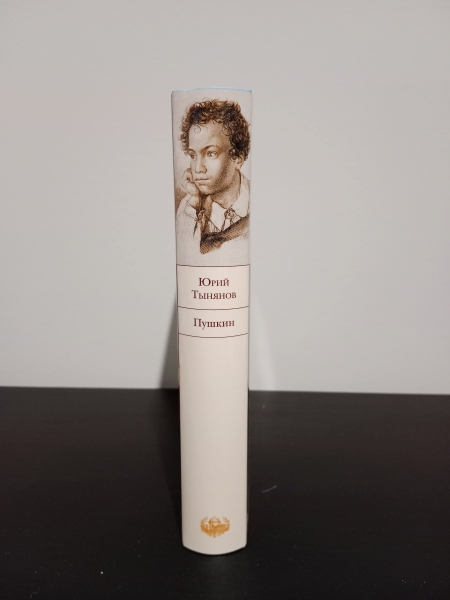 Юрий
Тынянов
Пушкин